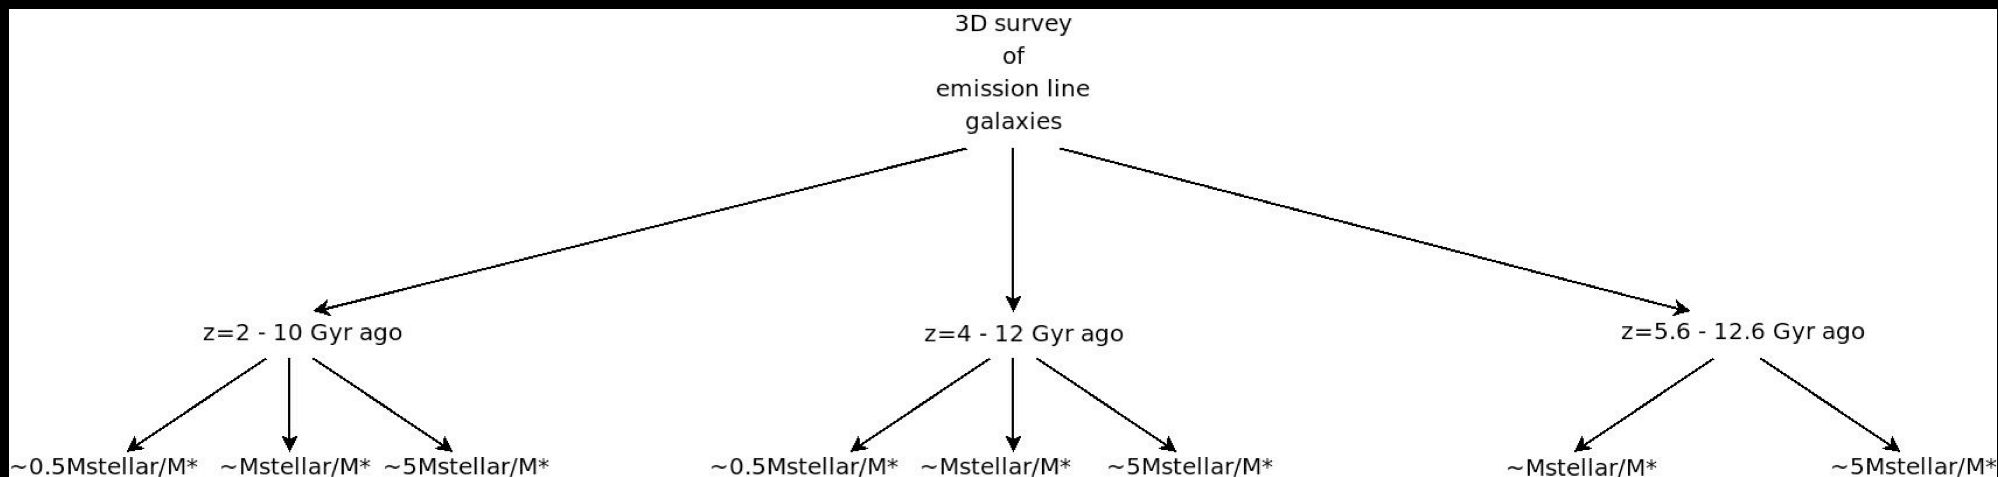 3D survey
of
emission line
galaxies
z=2 - 10 Gyr ago
z=4 - 12 Gyr ago
z=5.6 - 12.6 Gyr ago
~0.5Mstellar/M*
~Mstellar/M*
~5Mstellar/M*
~0.5Mstellar/M*
~Mstellar/M*
~5Mstellar/M*
~Mstellar/M*
~5Mstellar/M*